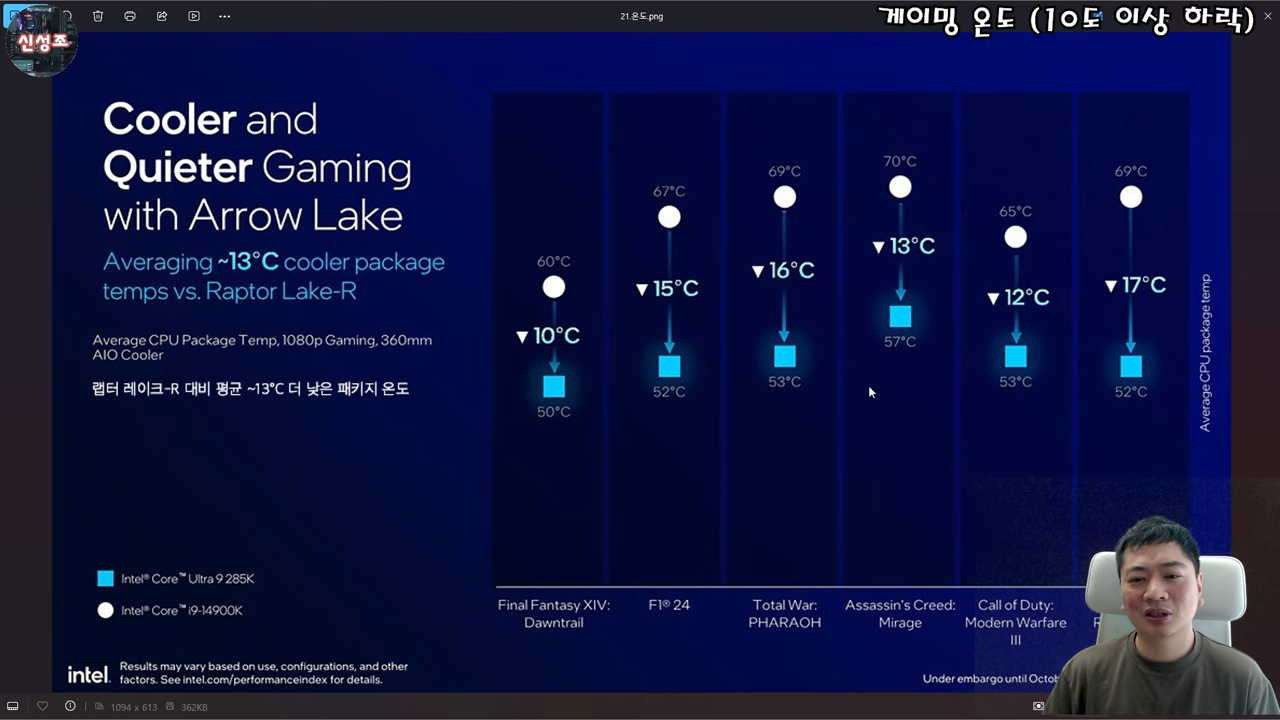 21.온도.png
게이밍 온도 (10도 이상 하락)
신성조
Cooler and
Quieter Gaming
with Arrow Lake
Averaging ~13°C cooler package
temps vs. Raptor Lake-R
Average CPU Package Temp, 1080p Gaming, 360mm
AIO Cooler
랩터 레이크-R 대비 평균 ~13°C 더 낮은 패키지 온도
60°C
▼10°C
50°C
67°C
▼15°C
52°C
69°C
▼16°C
53°C
70°C
▼13°C
57°C
65°C
▼12°C
53°C
69°C
▼17°C
52°C
Average CPU package temp
Final Fantasy XIV:
Dawntrail
F1® 24
Total War:
PHARAOH
Assassin's Creed:
Mirage
Call of Duty:
Modern Warfare
III
Intel® Core™ Ultra 9 285K
Intel® Core™ i9-14900K
intel.
Results may vary based on use, configurations, and other
factors. See intel.com/performanceindex for details.
Under embargo until
1094 x 613
362KB